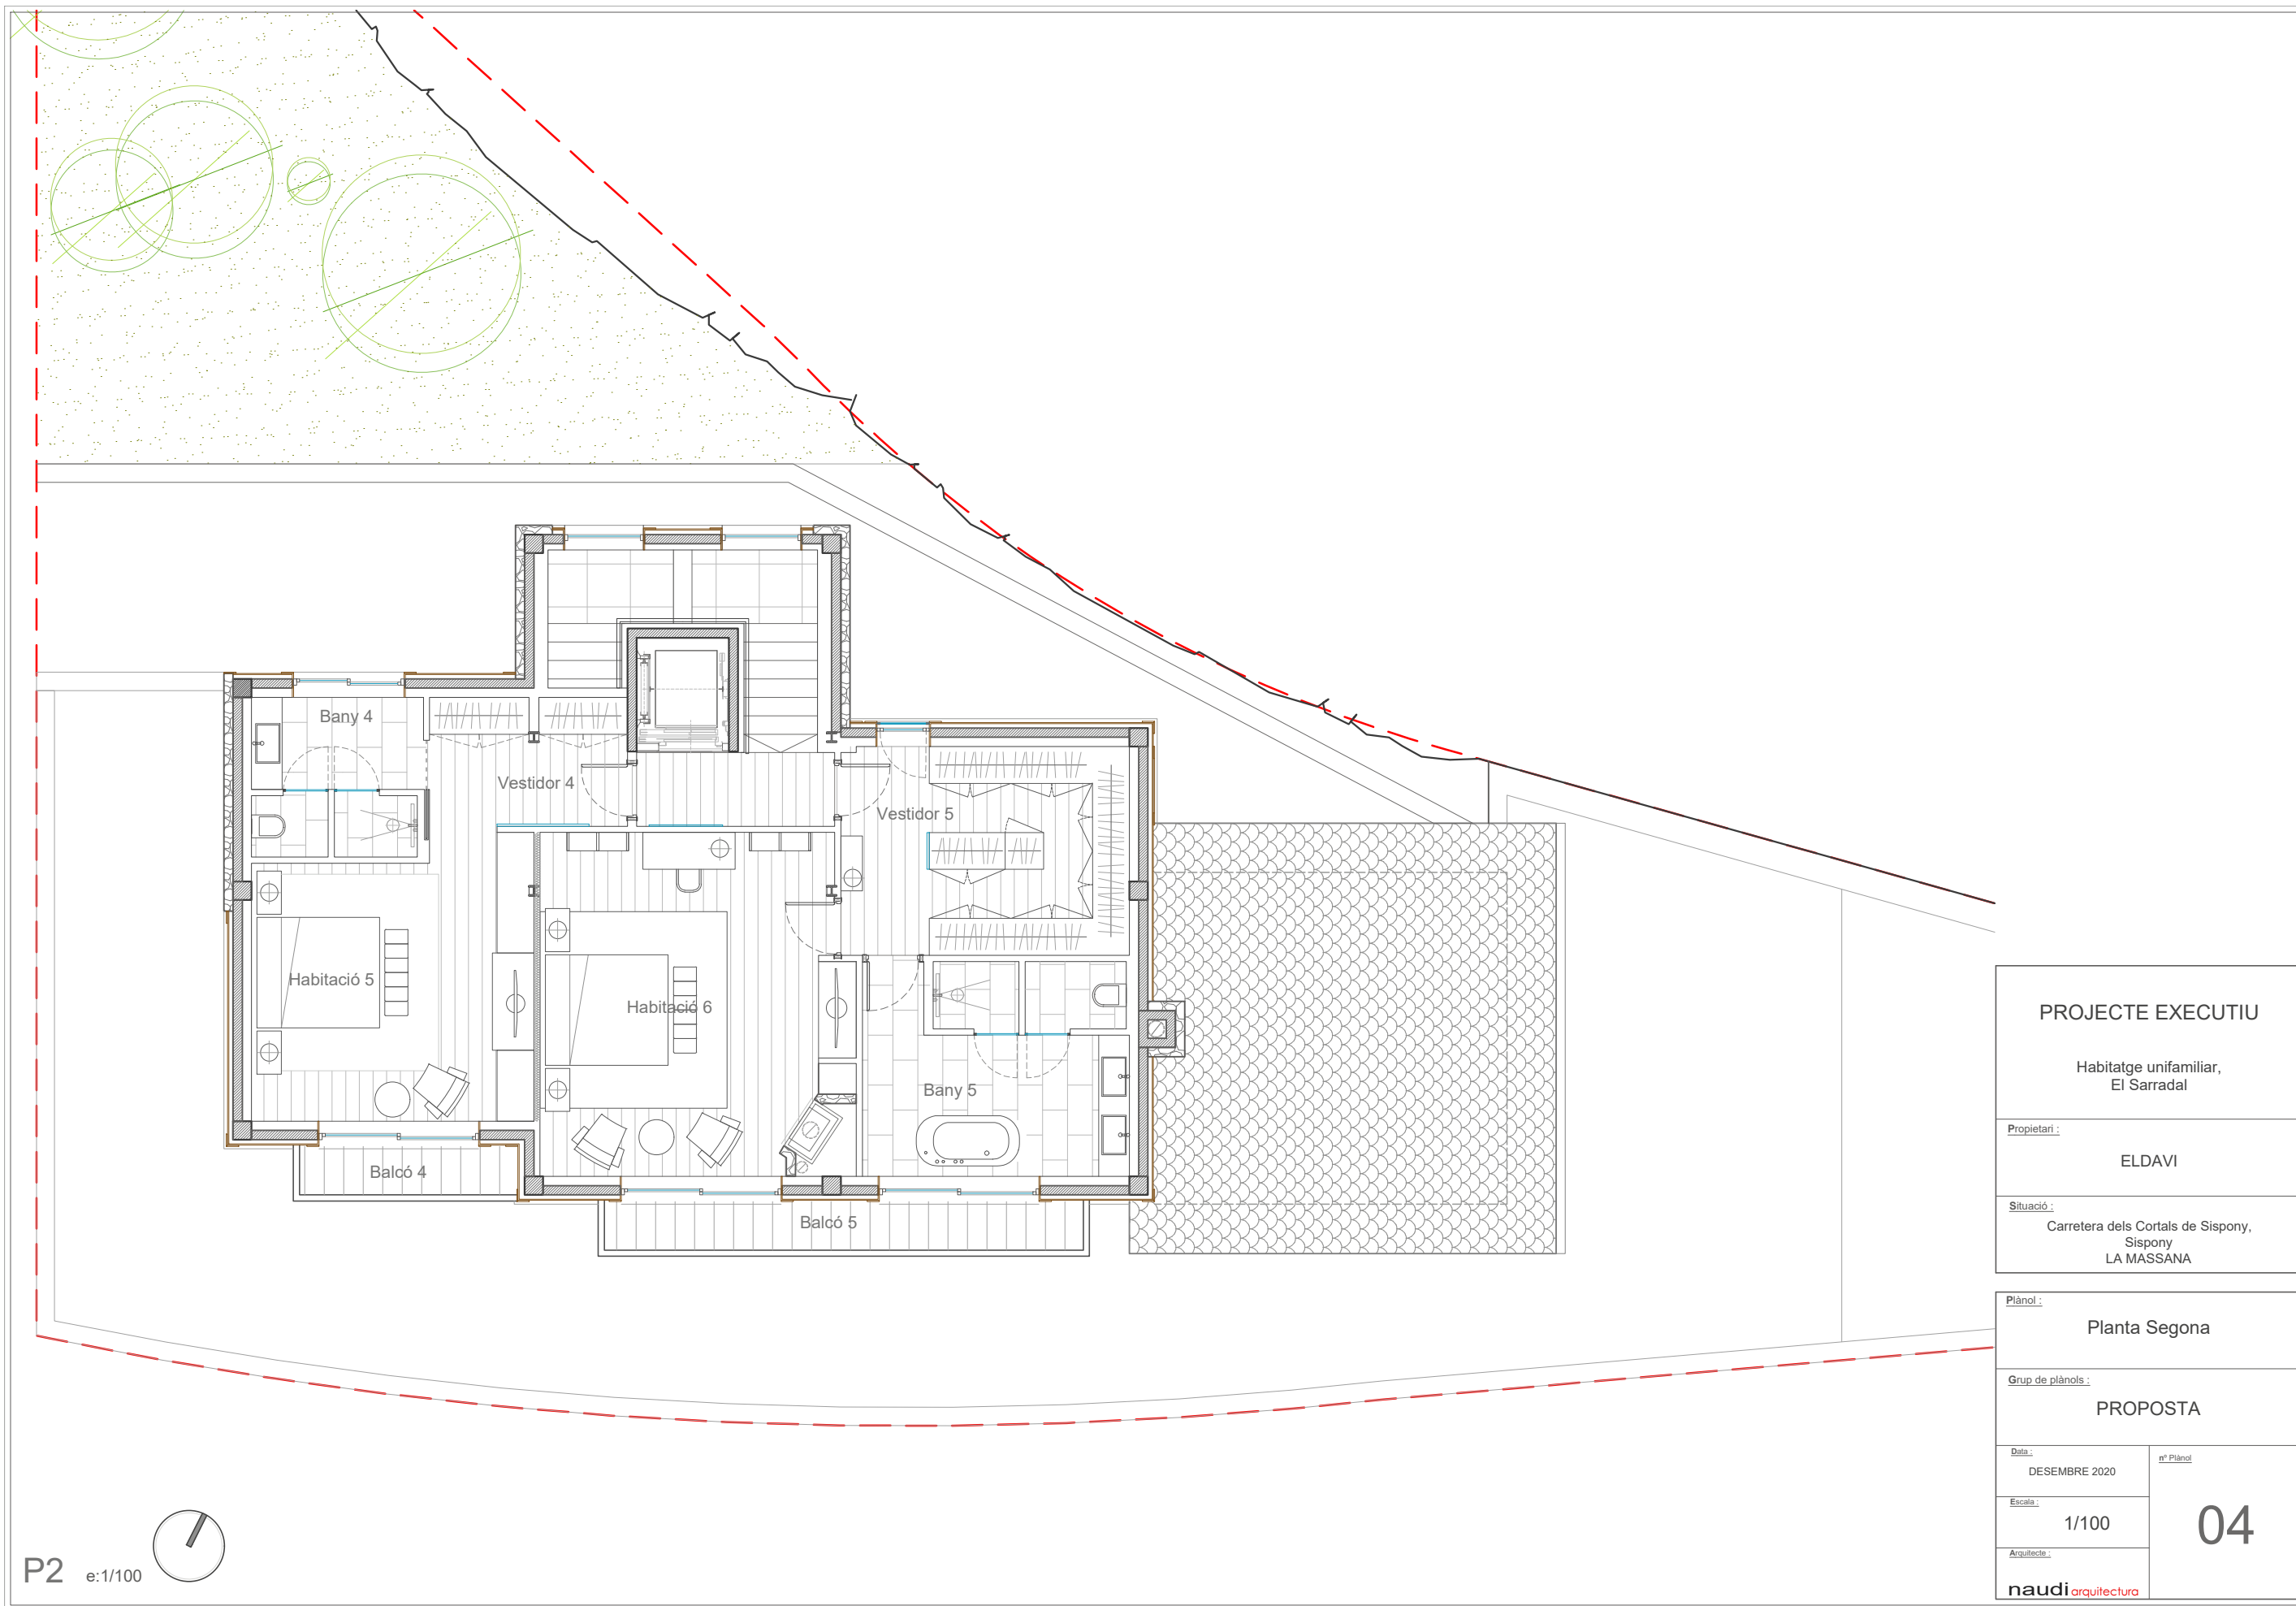 Bany 4
Vestidor 4
Vestidor 5
Habitació 5
Habitació 6
Bany 5
Balcó 4
Balcó 5
P2
e:1/100
PROJECTE EXECUTIU
Habitatge unifamiliar,
El Sarradal
Propietari :
ELDAVI
Situació :
Carretera dels Cortals de Sispony,
Sispony
LA MASSANA
Plànol :
Planta Segona
Grup de plànols :
PROPOSTA
Data :
DESEMBRE 2020
nº Plànol
04
Escala :
1/100
Arquitecte :
naudi arquitectura